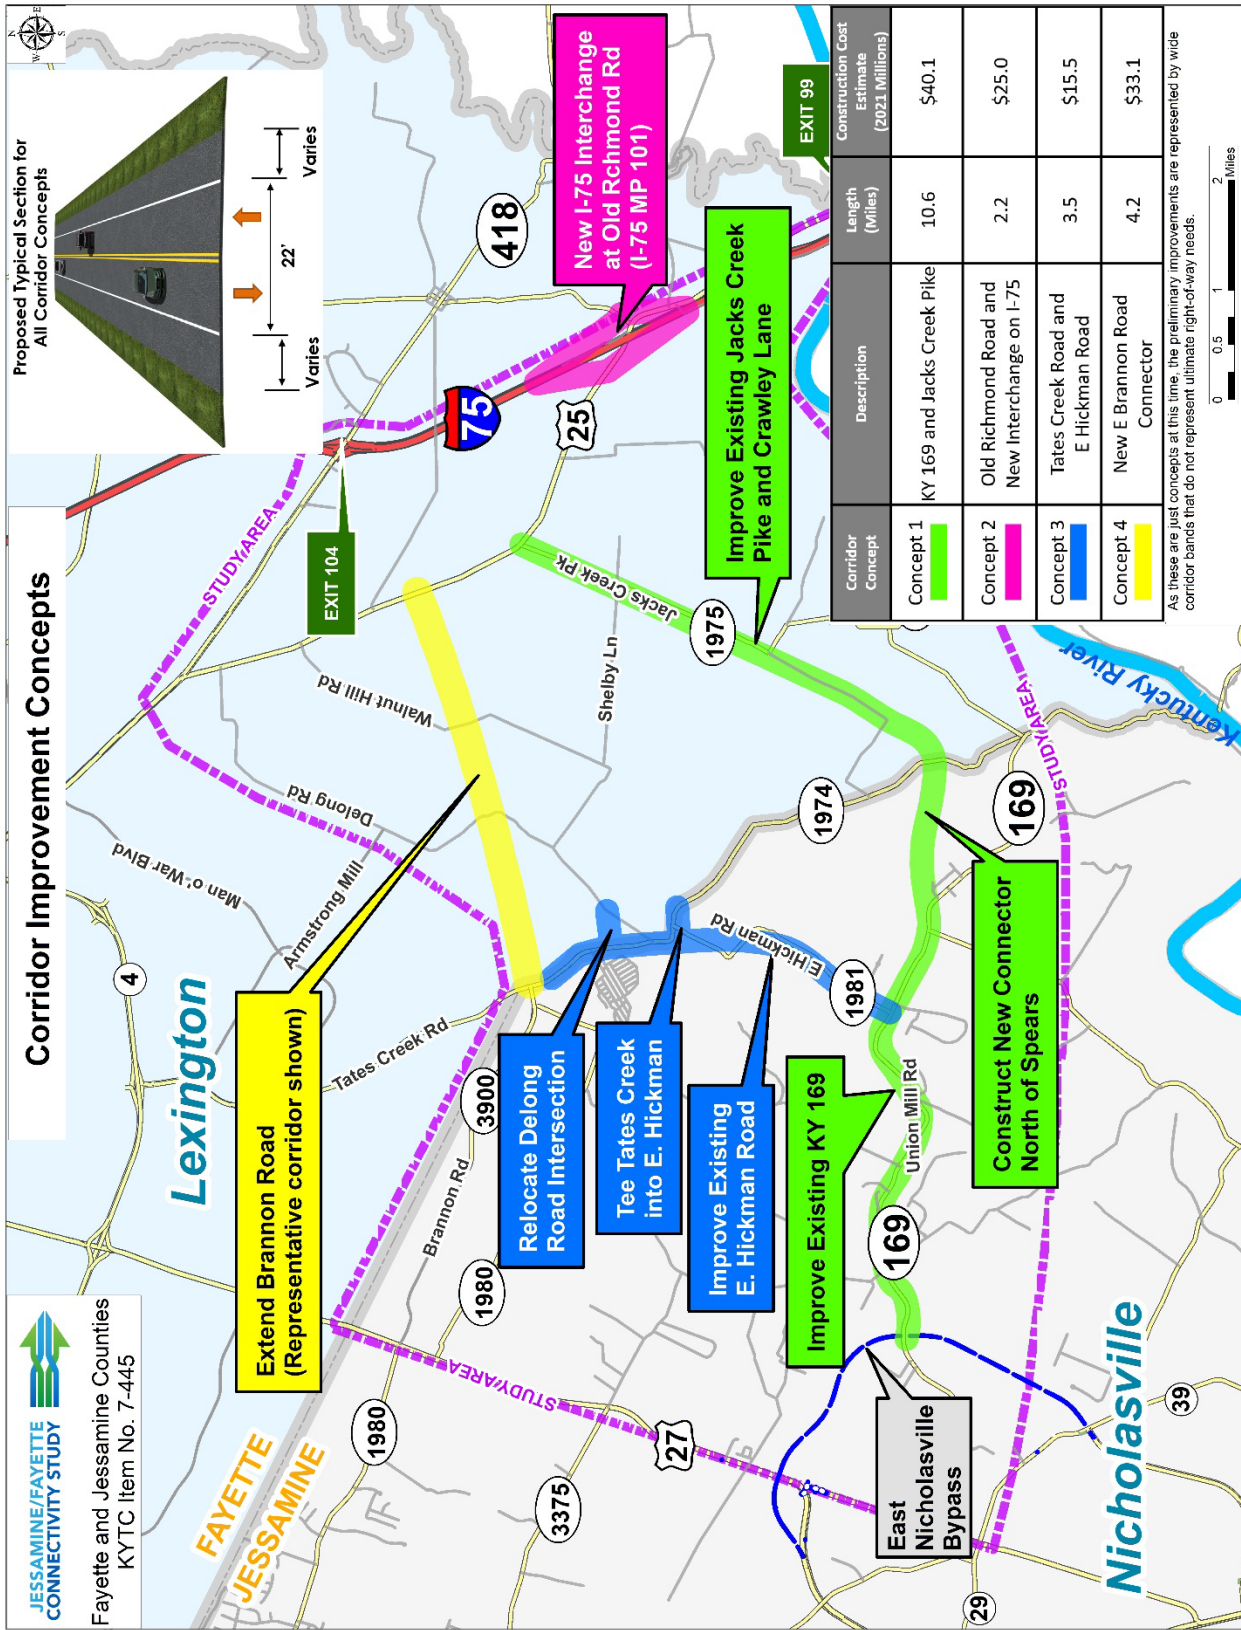 JESSAMINE/FAYETTE
CONNECTIVITY STUDY
Fayette and Jessamine Counties
KYTC Item No. 7-445
Corridor Improvement Concepts
Proposed Typical Section for
All Corridor Concepts
Varies
22'
Varies
N
E
S
W
FAYETTE
JESSAMINE
Lexington
Nicholasville
4
Man o' War Blvd
Armstrong Mill
Delong Rd
Tates Creek Rd
Walnut Hill Rd
Shelby Ln
Brannon Rd
3900
1980
1980
3375
27
29
39
169
169
1981
1974
1975
25
75
418
EXIT 104
EXIT 99
STUDY AREA
STUDY AREA
STUDY AREA
Jacks Creek Pk
E Hickman Rd
Union Mill Rd
Kentucky River
Extend Brannon Road
(Representative corridor shown)
Relocate Delong
Road Intersection
Tee Tates Creek
into E. Hickman
Improve Existing
E. Hickman Road
Improve Existing KY 169
East
Nicholasville
Bypass
Construct New Connector
North of Spears
Improve Existing Jacks Creek
Pike and Crawley Lane
New I-75 Interchange
at Old Rchmond Rd
(I-75 MP 101)
Corridor
Concept
Description
Length
(Miles)
Construction Cost
Estimate
(2021 Millions)
Concept 1
KY 169 and Jacks Creek Pike
10.6
$40.1
Concept 2
Old Richmond Road and
New Interchange on I-75
2.2
$25.0
Concept 3
Tates Creek Road and
E Hickman Road
3.5
$15.5
Concept 4
New E Brannon Road
Connector
4.2
$33.1
As these are just concepts at this time, the preliminary improvements are represented by wide
corridor bands that do not represent ultimate right-of-way needs.
0
0.5
1
2
Miles